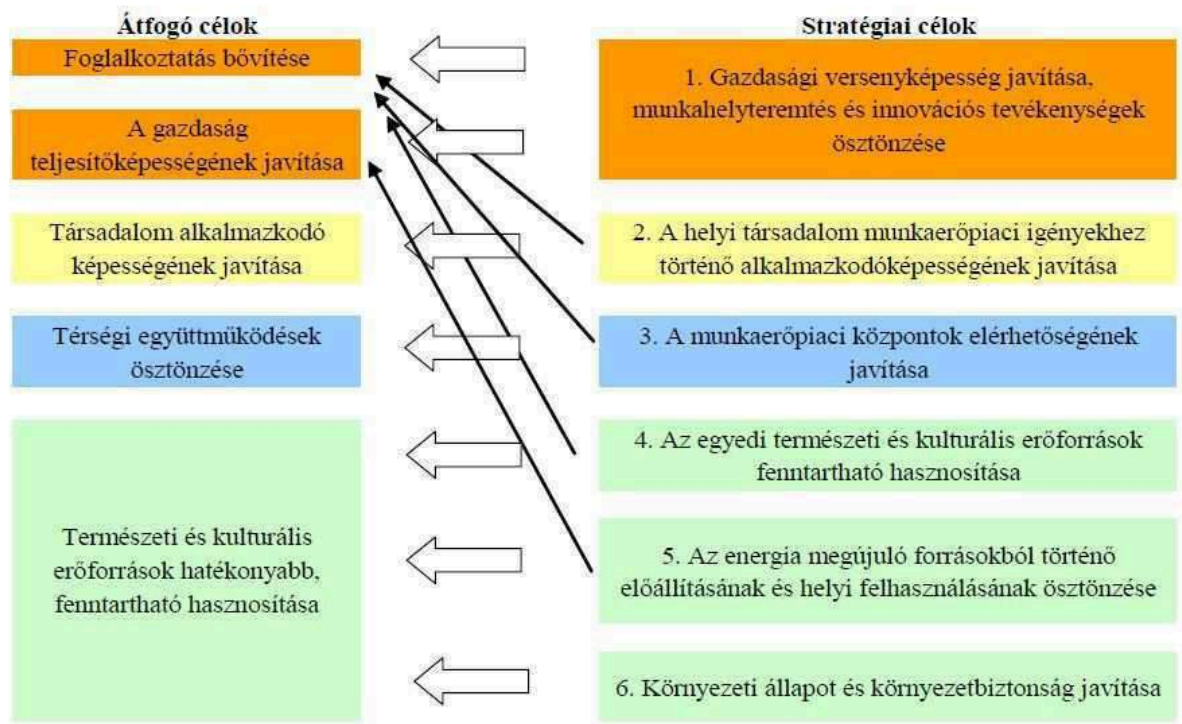 Átfogó célok
Foglalkoztatás bővítése
A gazdaság
teljesítőképességének javítása
Társadalom alkalmazkodó
képességének javítása
Térségi együttműködések
ösztönzése
Természeti és kulturális
erőforrások hatékonyabb,
fenntartható hasznosítása
Stratégiai célok
1. Gazdasági versenyképesség javítása,
munkahelyteremtés és innovációs tevékenységek
ösztönzése
2. A helyi társadalom munkaerőpiaci igényekhez
történő alkalmazkodóképességének javítása
3. A munkaerőpiaci központok elérhetőségének
javítása
4. Az egyedi természeti és kulturális erőforrások
fenntartható hasznosítása
5. Az energia megújuló forrásokból történő
előállításának és helyi felhasználásának ösztönzése
6. Környezeti állapot és környezetbiztonság javítása